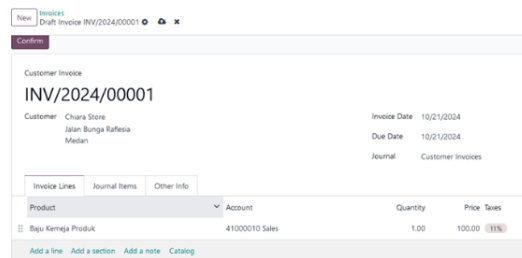 New
Invoices
Draft Invoice INV/2024/00001
Confirm
Customer Invoice
INV/2024/00001
Customer Chiara Store
Jalan Bunga Raflesia
Medan
Invoice Date 10/21/2024
Due Date 10/21/2024
Journal Customer Invoices
Invoice Lines Journal Items Other Info
Product Account Quantity Price Taxes
Baju Kemeja Produk 41000010 Sales 1.00 100.00 11%
Add a line Add a section Add a note Catalog